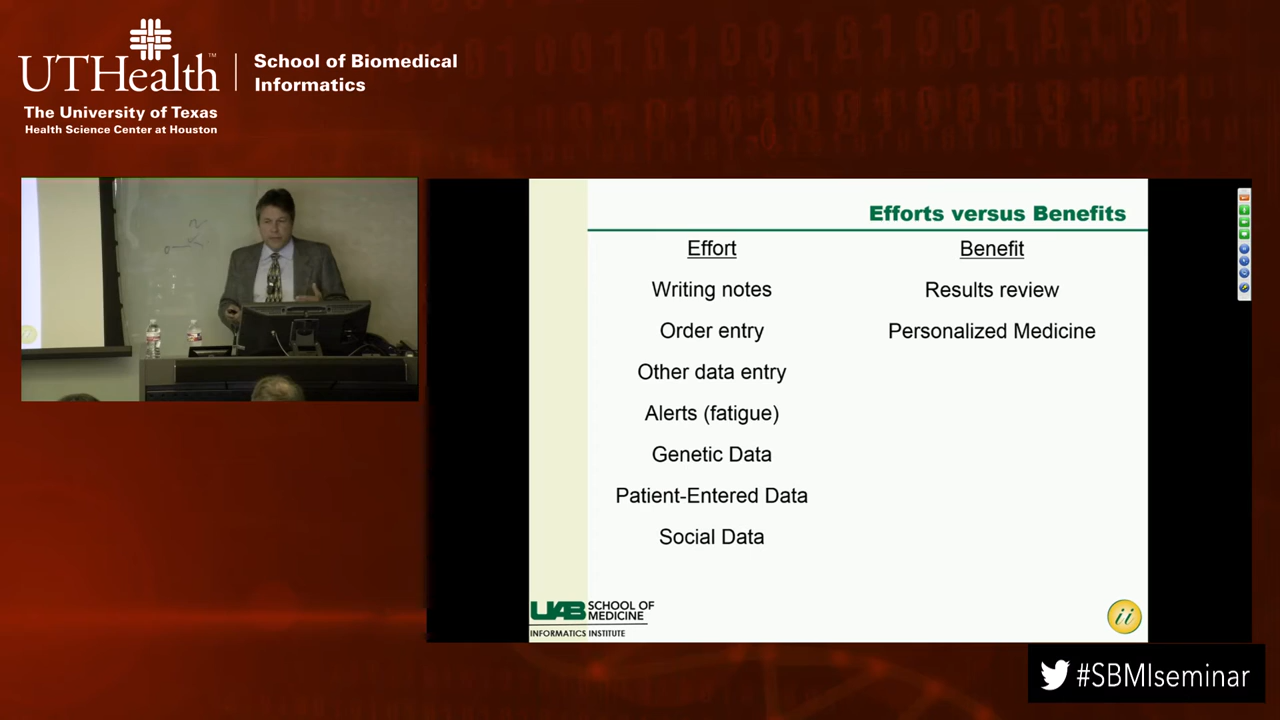 UTHealth™
The University of Texas
Health Science Center at Houston
School of Biomedical
Informatics
Efforts versus Benefits
Effort
Benefit
Writing notes
Results review
Order entry
Personalized Medicine
Other data entry
Alerts (fatigue)
Genetic Data
Patient-Entered Data
Social Data
UAB SCHOOL OF
MEDICINE
INFORMATICS INSTITUTE
ii
#SBMIseminar